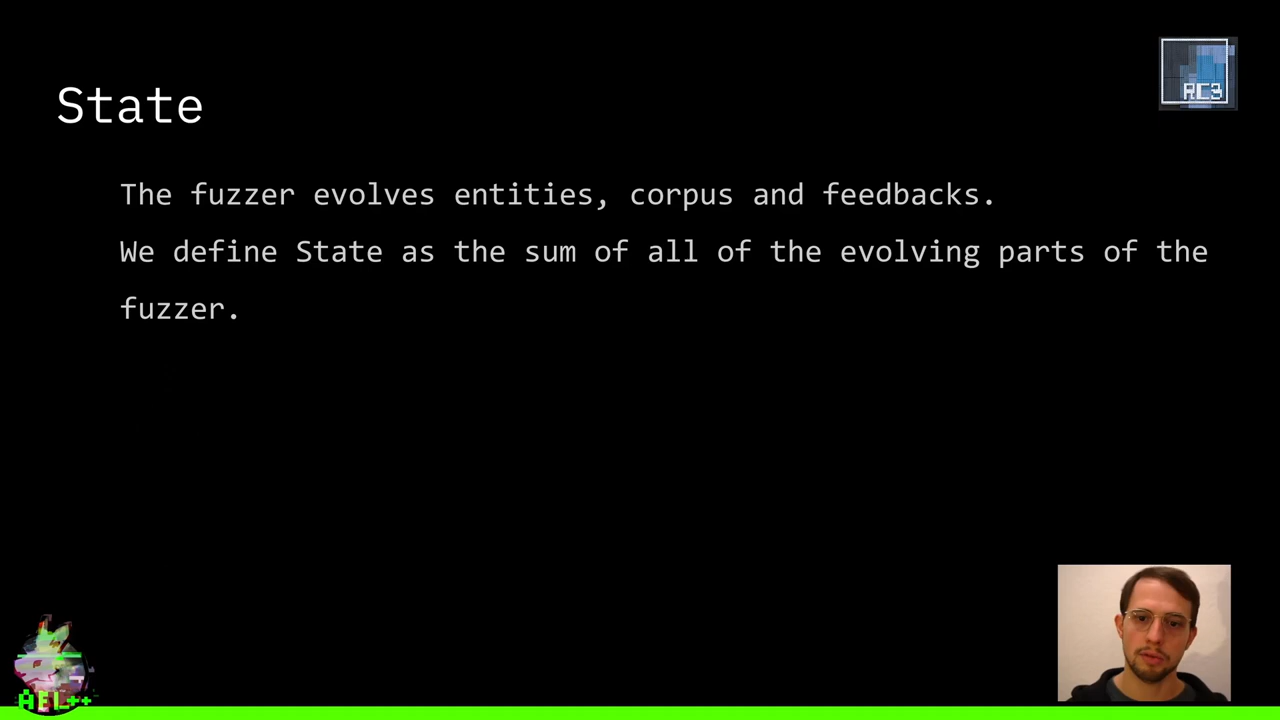 State
RC3
The fuzzer evolves entities, corpus and feedbacks.
We define State as the sum of all of the evolving parts of the
fuzzer.
AFL++